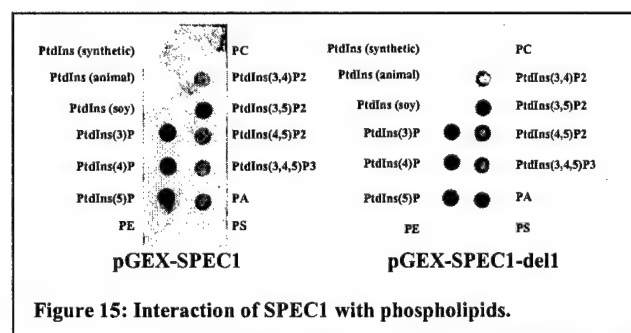 PtdIns (synthetic) PC
PtdIns (animal) PtdIns(3,4)P2
PtdIns (soy) PtdIns(3,5)P2
PtdIns(3)P PtdIns(4,5)P2
PtdIns(4)P PtdIns(3,4,5)P3
PtdIns(5)P PA
PE PS
pGEX-SPEC1
PtdIns (synthetic) PC
PtdIns (animal) PtdIns(3,4)P2
PtdIns (soy) PtdIns(3,5)P2
PtdIns(3)P PtdIns(4,5)P2
PtdIns(4)P PtdIns(3,4,5)P3
PtdIns(5)P PA
PE PS
pGEX-SPEC1-del1
Figure 15: Interaction of SPEC1 with phospholipids.